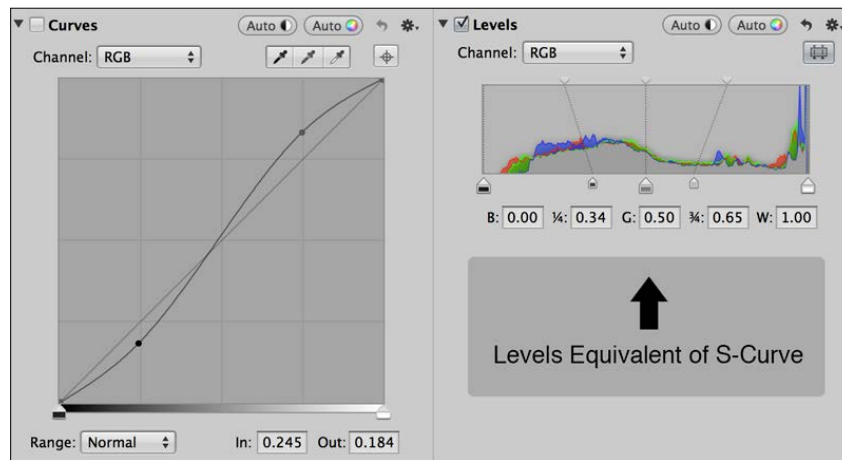 Curves
Auto
Auto
Channel: RGB
Range: Normal
In: 0.245 Out: 0.184
Levels
Auto
Auto
Channel: RGB
B: 0.00 ¼: 0.34 G: 0.50 ¾: 0.65 W: 1.00
Levels Equivalent of S-Curve